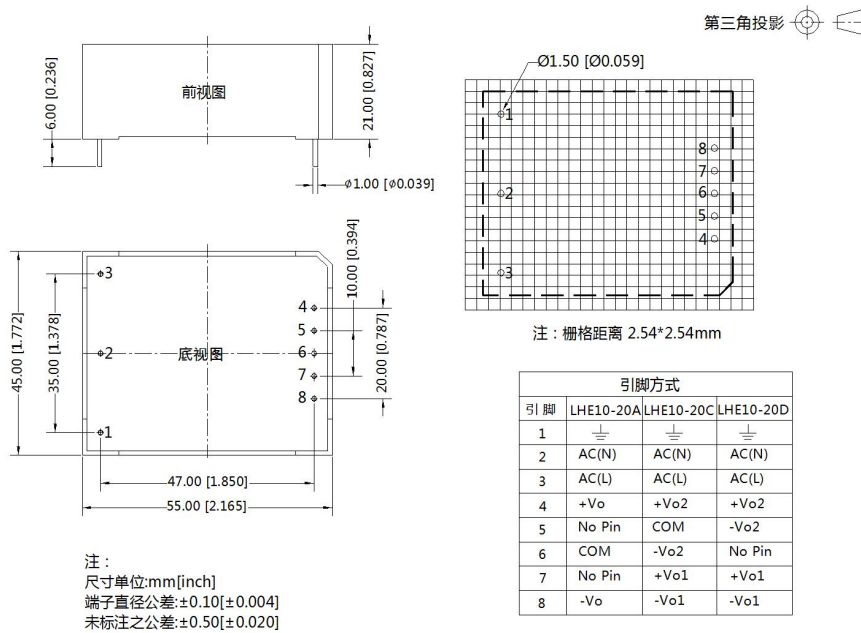 第三角投影
6.00 [0.236]
前视图
21.00 [0.827]
φ1.00 [φ0.039]
Ø1.50 [Ø0.059]
1
2
3
8
7
6
5
4
注：栅格距离 2.54*2.54mm
45.00 [1.772]
35.00 [1.378]
3
2
1
底视图
4
5
6
7
8
10.00 [0.394]
20.00 [0.787]
47.00 [1.850]
55.00 [2.165]
注：
尺寸单位:mm[inch]
端子直径公差:±0.10[±0.004]
未标注之公差:±0.50[±0.020]
引脚方式
引 脚 LHE10-20A LHE10-20C LHE10-20D
1
2 AC(N) AC(N) AC(N)
3 AC(L) AC(L) AC(L)
4 +Vo +Vo2 +Vo2
5 No Pin COM -Vo2
6 COM -Vo2 No Pin
7 No Pin +Vo1 +Vo1
8 -Vo -Vo1 -Vo1